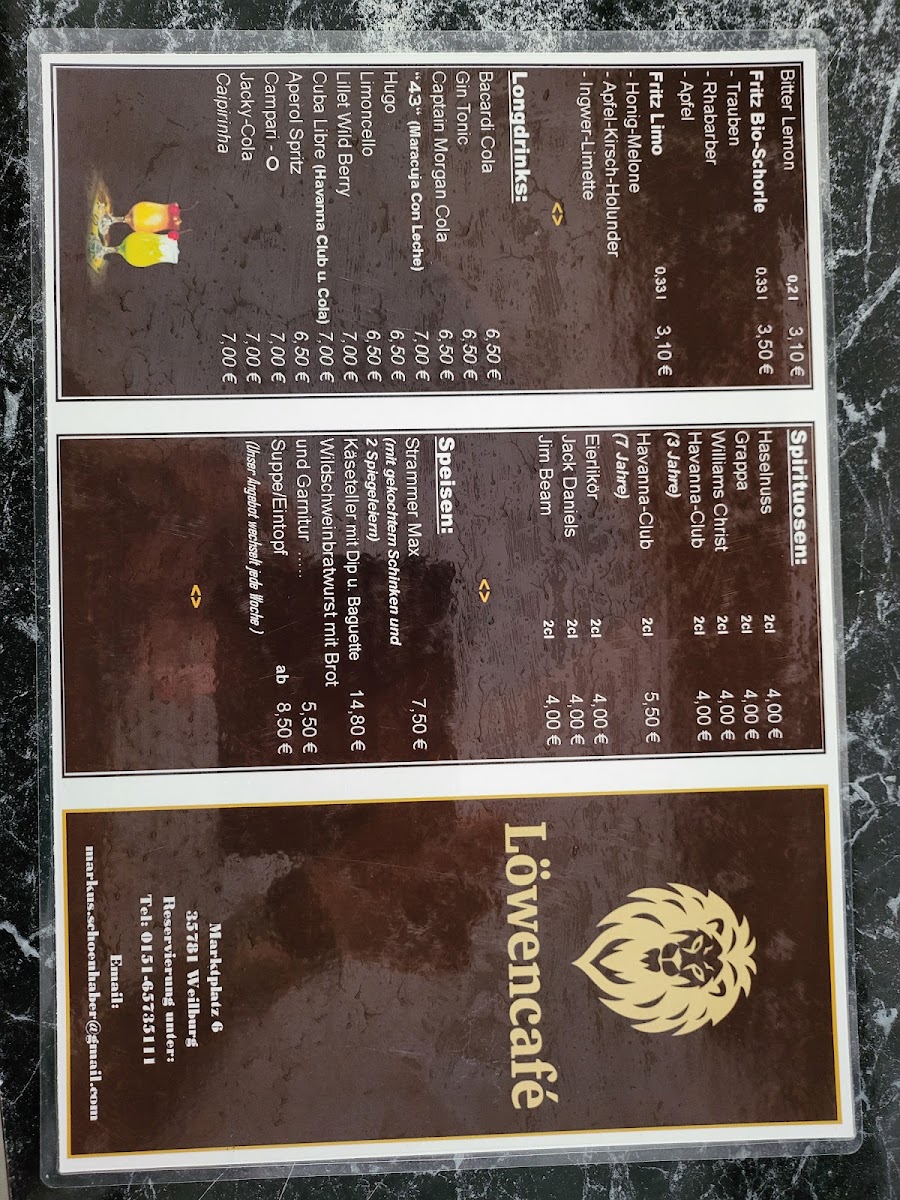 Bitter Lemon 0,2 l 3,10 €
Fritz Bio-Schorle 0,33 l 3,50 €
- Trauben
- Rhabarber
- Apfel
Fritz Limo 0,33 l 3,10 €
- Honig-Melone
- Apfel-Kirsch-Holunder
- Ingwer-Limette
<>
Longdrinks:
Bacardi Cola 6,50 €
Gin Tonic 6,50 €
Captain Morgan Cola 6,50 €
"43" (Maracuja Con Leche) 7,00 €
Hugo 6,50 €
Limoncello 6,50 €
Lillet Wild Berry 7,00 €
Cuba Libre (Havanna Club u. Cola) 7,00 €
Aperol Spritz 6,50 €
Campari - O 7,00 €
Jacky-Cola 7,00 €
Caipirinha 7,00 €
Spirituosen:
Haselnuss 2cl 4,00 €
Grappa 2cl 4,00 €
Williams Christ 2cl 4,00 €
Havanna-Club 2cl 4,00 €
(3 Jahre)
Havanna-Club 2cl 5,50 €
(7 Jahre)
Eierlikör 2cl 4,00 €
Jack Daniels 2cl 4,00 €
Jim Beam 2cl 4,00 €
<>
Speisen:
Strammer Max 7,50 €
(mit gekochtem Schinken und
2 Spiegeleiern)
Käseteller mit Dip u. Baguette 14,80 €
Wildschweinbratwurst mit Brot
und Garnitur ..... 5,50 €
Suppe/Eintopf ab 8,50 €
(Unser Angebot wechselt jede Woche )
<>
Löwencafé
Marktplatz 6
35781 Weilburg
Reservierung unter:
Tel: 0151-65735111
Email:
markus.schoenhaber@gmail.com